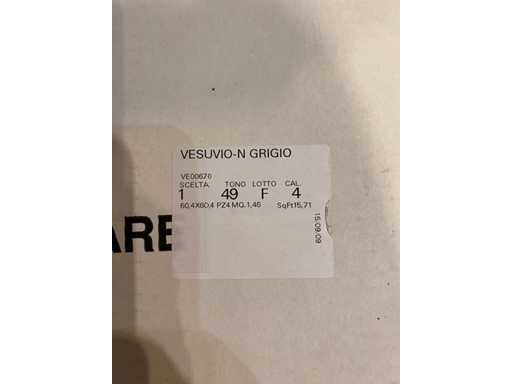 VESUVIO-N GRIGIO
VE00676
SCELTA. TONO LOTTO CAL.
1 49 F 4
60,4X60,4 PZ4 MQ.1,46 SqFt15,71
15.09.09
ARE